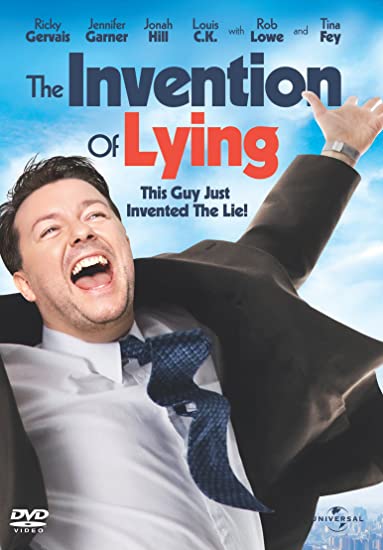 Ricky Gervais
Jennifer Garner
Jonah Hill
Louis C.K.
with
Rob Lowe
and
Tina Fey
The Invention
Of Lying
This Guy Just
Invented The Lie!
DVD
VIDEO
UNIVERSAL